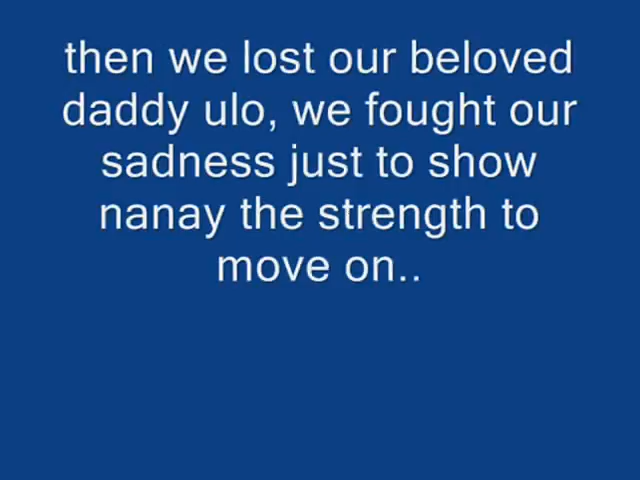 then we lost our beloved
daddy ulo, we fought our
sadness just to show
nanay the strength to
move on..